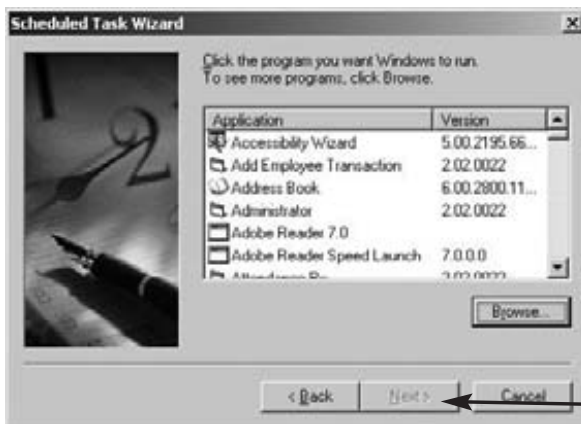 Scheduled Task Wizard
Click the program you want Windows to run.
To see more programs, click Browse.
Application Version
Accessibility Wizard 5.00.2195.66...
Add Employee Transaction 2.02.0022
Address Book 6.00.2800.11...
Administrator 2.02.0022
Adobe Reader 7.0
Adobe Reader Speed Launch 7.0.0.0
Browse...
< Back Next > Cancel